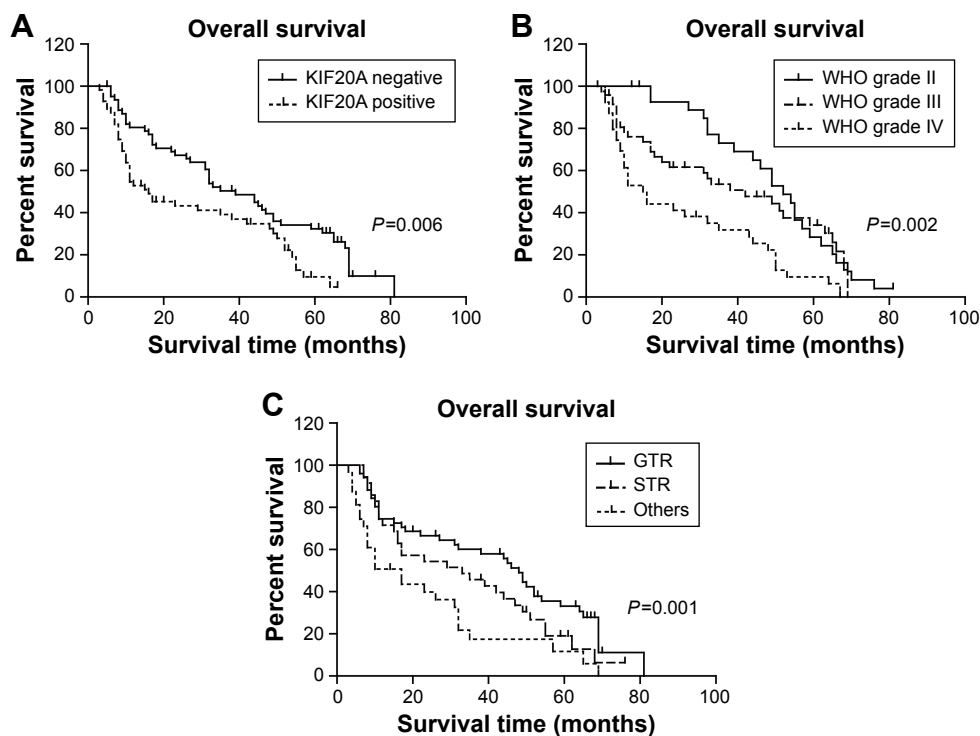 A
Overall survival
120
100
80
60
40
20
0
Percent survival
KIF20A negative
KIF20A positive
P=0.006
0 20 40 60 80 100
Survival time (months)
B
Overall survival
120
100
80
60
40
20
0
Percent survival
WHO grade II
WHO grade III
WHO grade IV
P=0.002
0 20 40 60 80 100
Survival time (months)
C
Overall survival
120
100
80
60
40
20
0
Percent survival
GTR
STR
Others
P=0.001
0 20 40 60 80 100
Survival time (months)